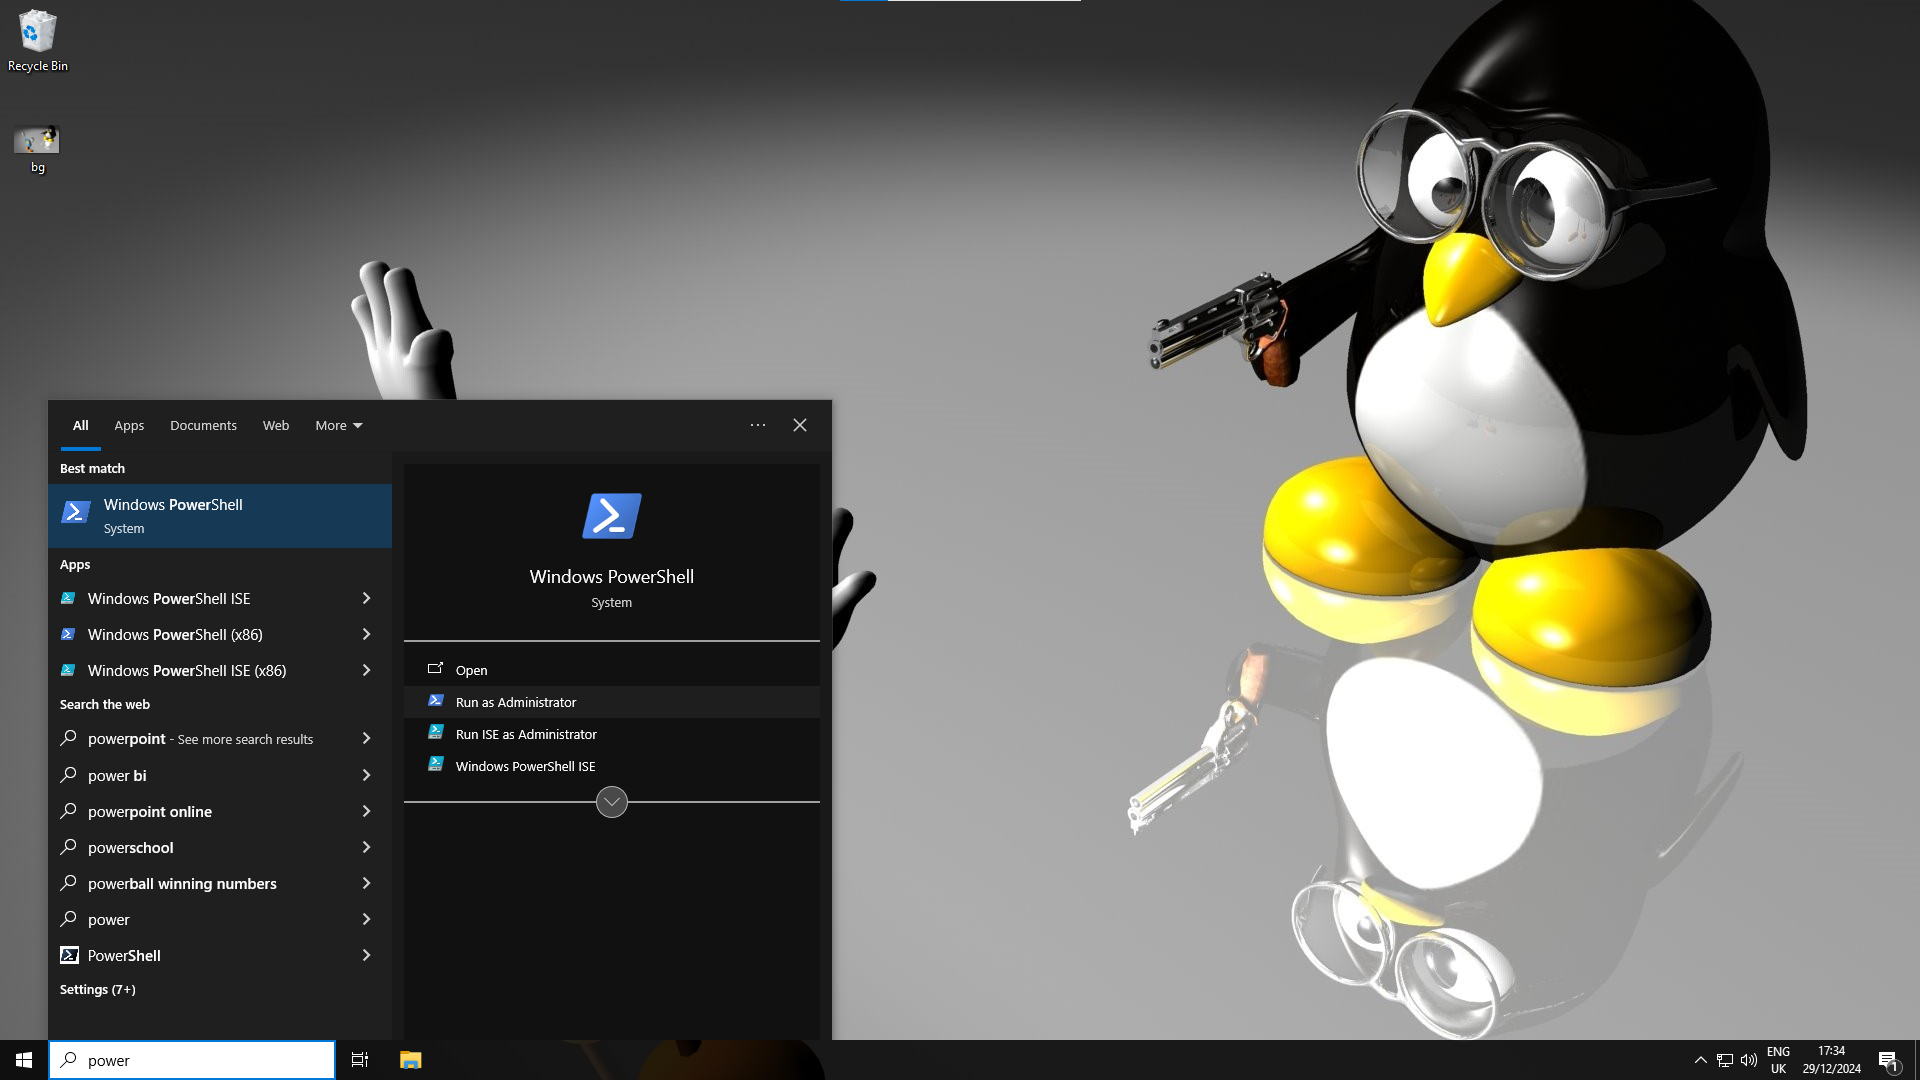 Recycle Bin
bg
All Apps Documents Web More
Best match
Windows PowerShell
System
Apps
Windows PowerShell ISE
Windows PowerShell (x86)
Windows PowerShell ISE (x86)
Search the web
powerpoint - See more search results
power bi
powerpoint online
powerschool
powerball winning numbers
power
PowerShell
Settings (7+)
Windows PowerShell
System
Open
Run as Administrator
Run ISE as Administrator
Windows PowerShell ISE
power
ENG
UK
17:34
29/12/2024
1